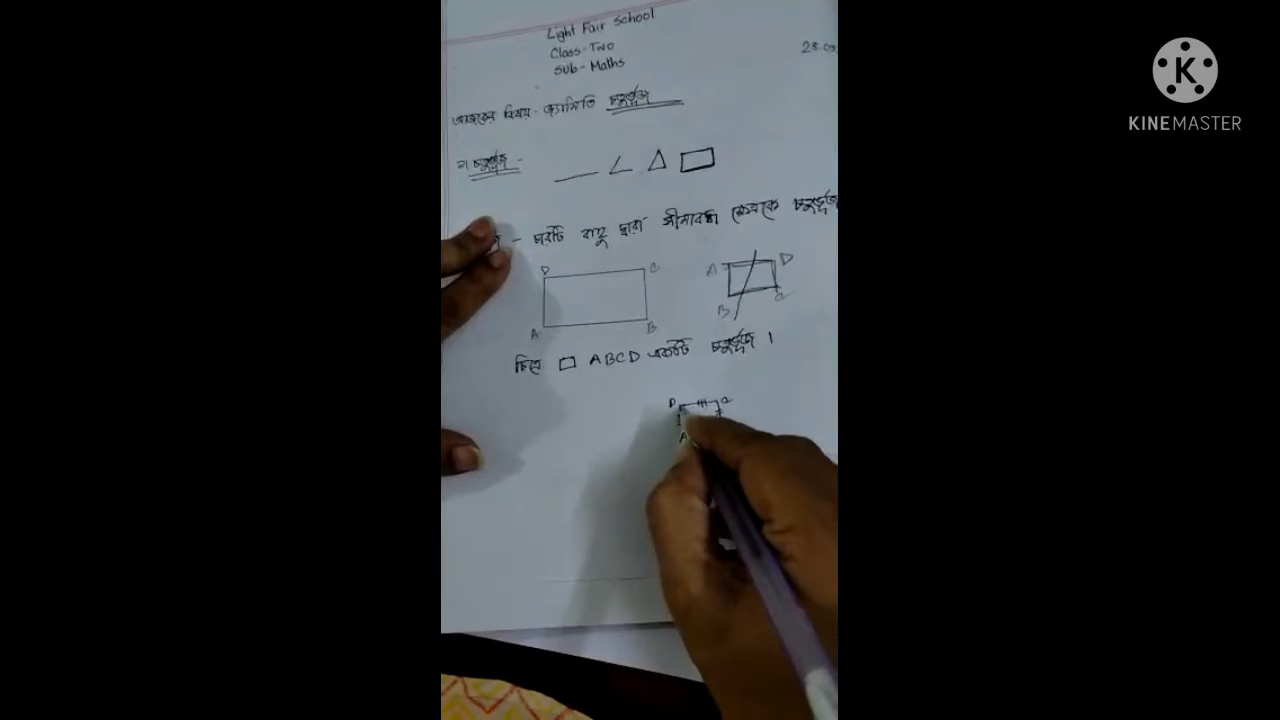 Light Fair School
Class-Two
Sub-Maths
আজকের বিষয়- জ্যামিতি চতুর্ভুজ
২। চতুর্ভুজ -
- চারটি বাহু দ্বারা সীমাবদ্ধ ক্ষেত্রকে চতুর্ভুজ
D C
A D
A B
B C
চিত্রে □ ABCD একটি চতুর্ভুজ ।
D C
A
K
KINEMASTER